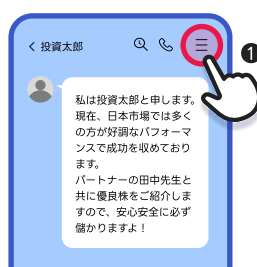 投資太郎
❶
私は投資太郎と申します。
現在、日本市場では多く
の方が好調なパフォーマ
ンスで成功を収めており
ます。
パートナーの田中先生と
共に優良株をご紹介しま
すので、安心安全に必ず
儲かりますよ！